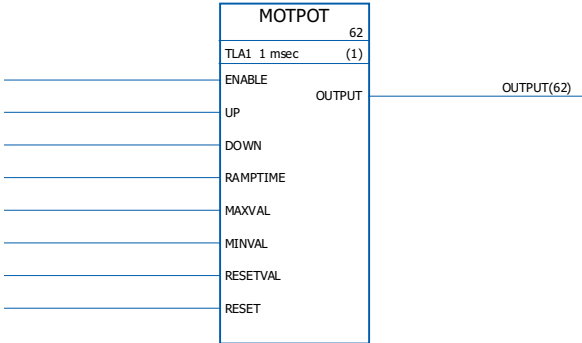 MOTPOT
62
TLA1 1 msec (1)
ENABLE
OUTPUT OUTPUT(62)
UP
DOWN
RAMPTIME
MAXVAL
MINVAL
RESETVAL
RESET